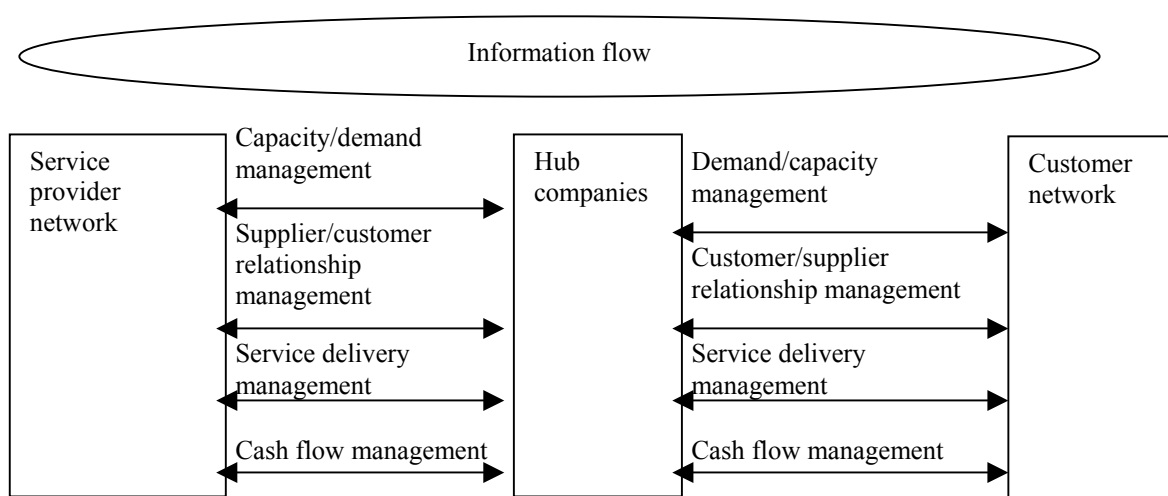 Information flow
Service
provider
network
Capacity/demand
management
Supplier/customer
relationship
management
Service delivery
management
Cash flow management
Hub
companies
Demand/capacity
management
Customer/supplier
relationship management
Service delivery
management
Cash flow management
Customer
network